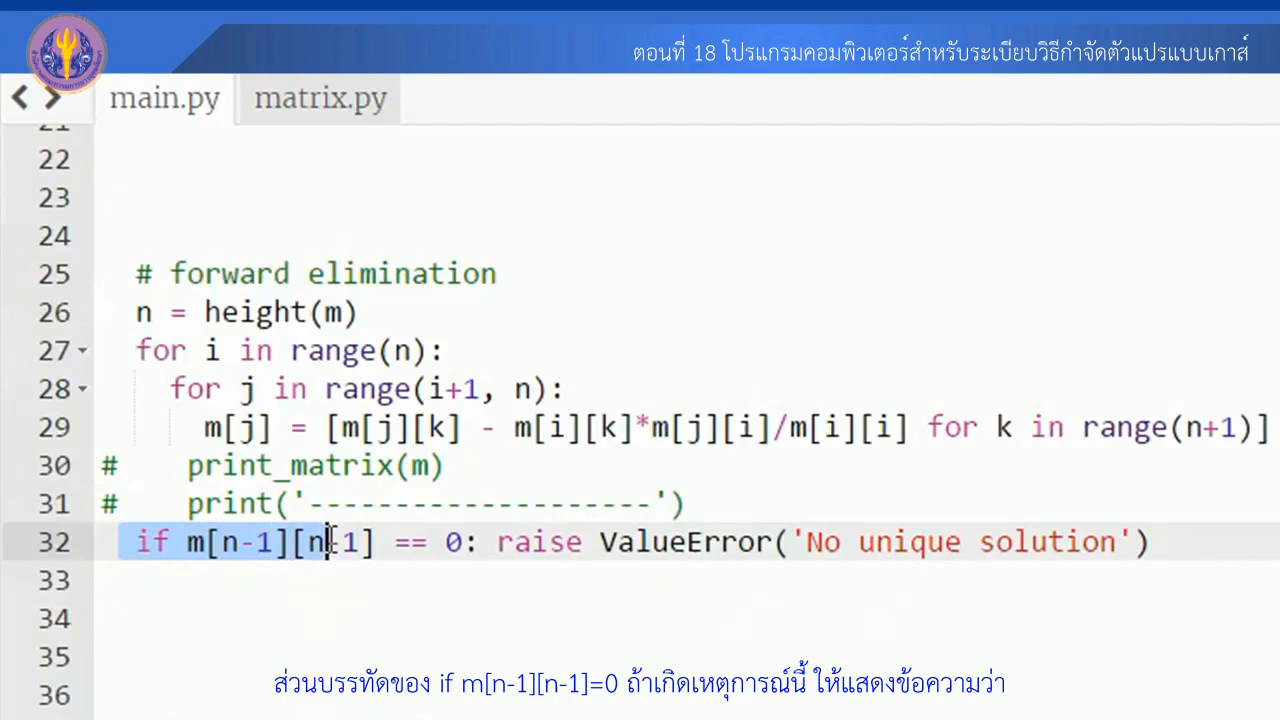 ตอนที่ 18 โปรแกรมคอมพิวเตอร์สำหรับระเบียบวิธีกำจัดตัวแปรแบบเกาส์
main.py matrix.py
21
22
23
24
25 # forward elimination
26 n = height(m)
27 for i in range(n):
28 for j in range(i+1, n):
29 m[j] = [m[j][k] - m[i][k]*m[j][i]/m[i][i] for k in range(n+1)]
30 # print_matrix(m)
31 # print('--------------------')
32 if m[n-1][n-1] == 0: raise ValueError('No unique solution')
33
34
35
36
ส่วนบรรทัดของ if m[n-1][n-1]=0 ถ้าเกิดเหตุการณ์นี้ ให้แสดงข้อความว่า